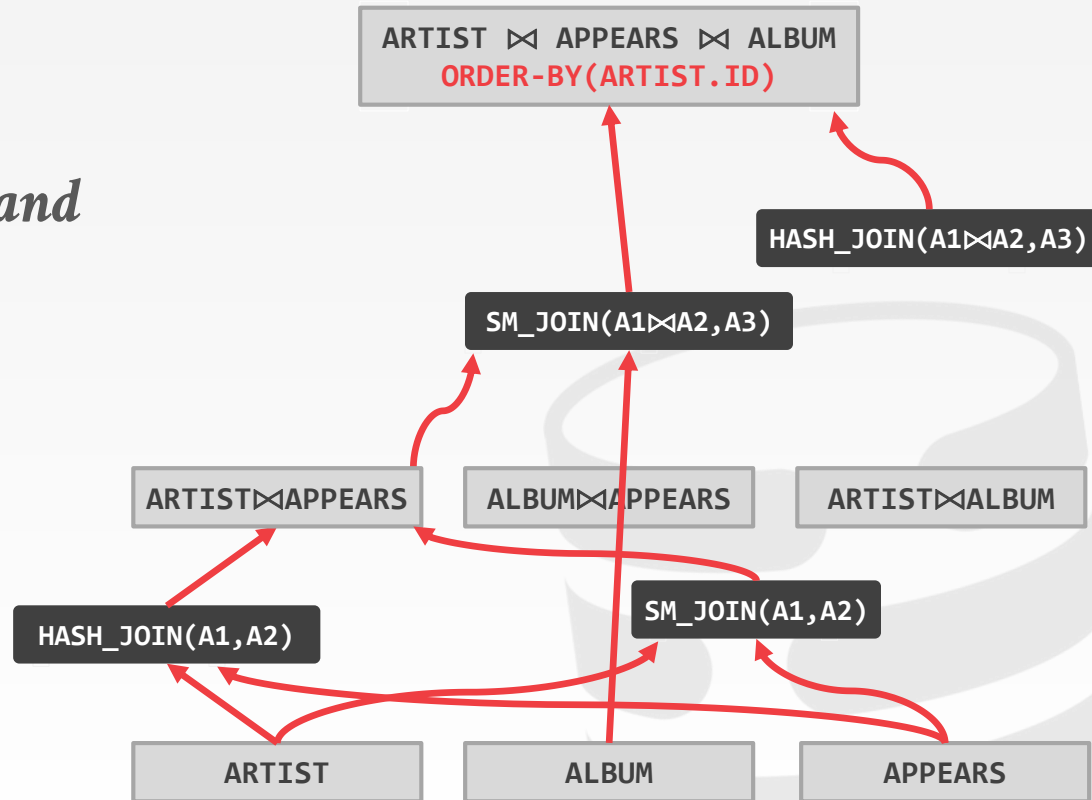 ARTIST ⋈ APPEARS ⋈ ALBUM
ORDER-BY(ARTIST.ID)
and
HASH_JOIN(A1⋈A2,A3)
SM_JOIN(A1⋈A2,A3)
ARTIST⋈APPEARS
ALBUM⋈APPEARS
ARTIST⋈ALBUM
HASH_JOIN(A1,A2)
SM_JOIN(A1,A2)
ARTIST
ALBUM
APPEARS